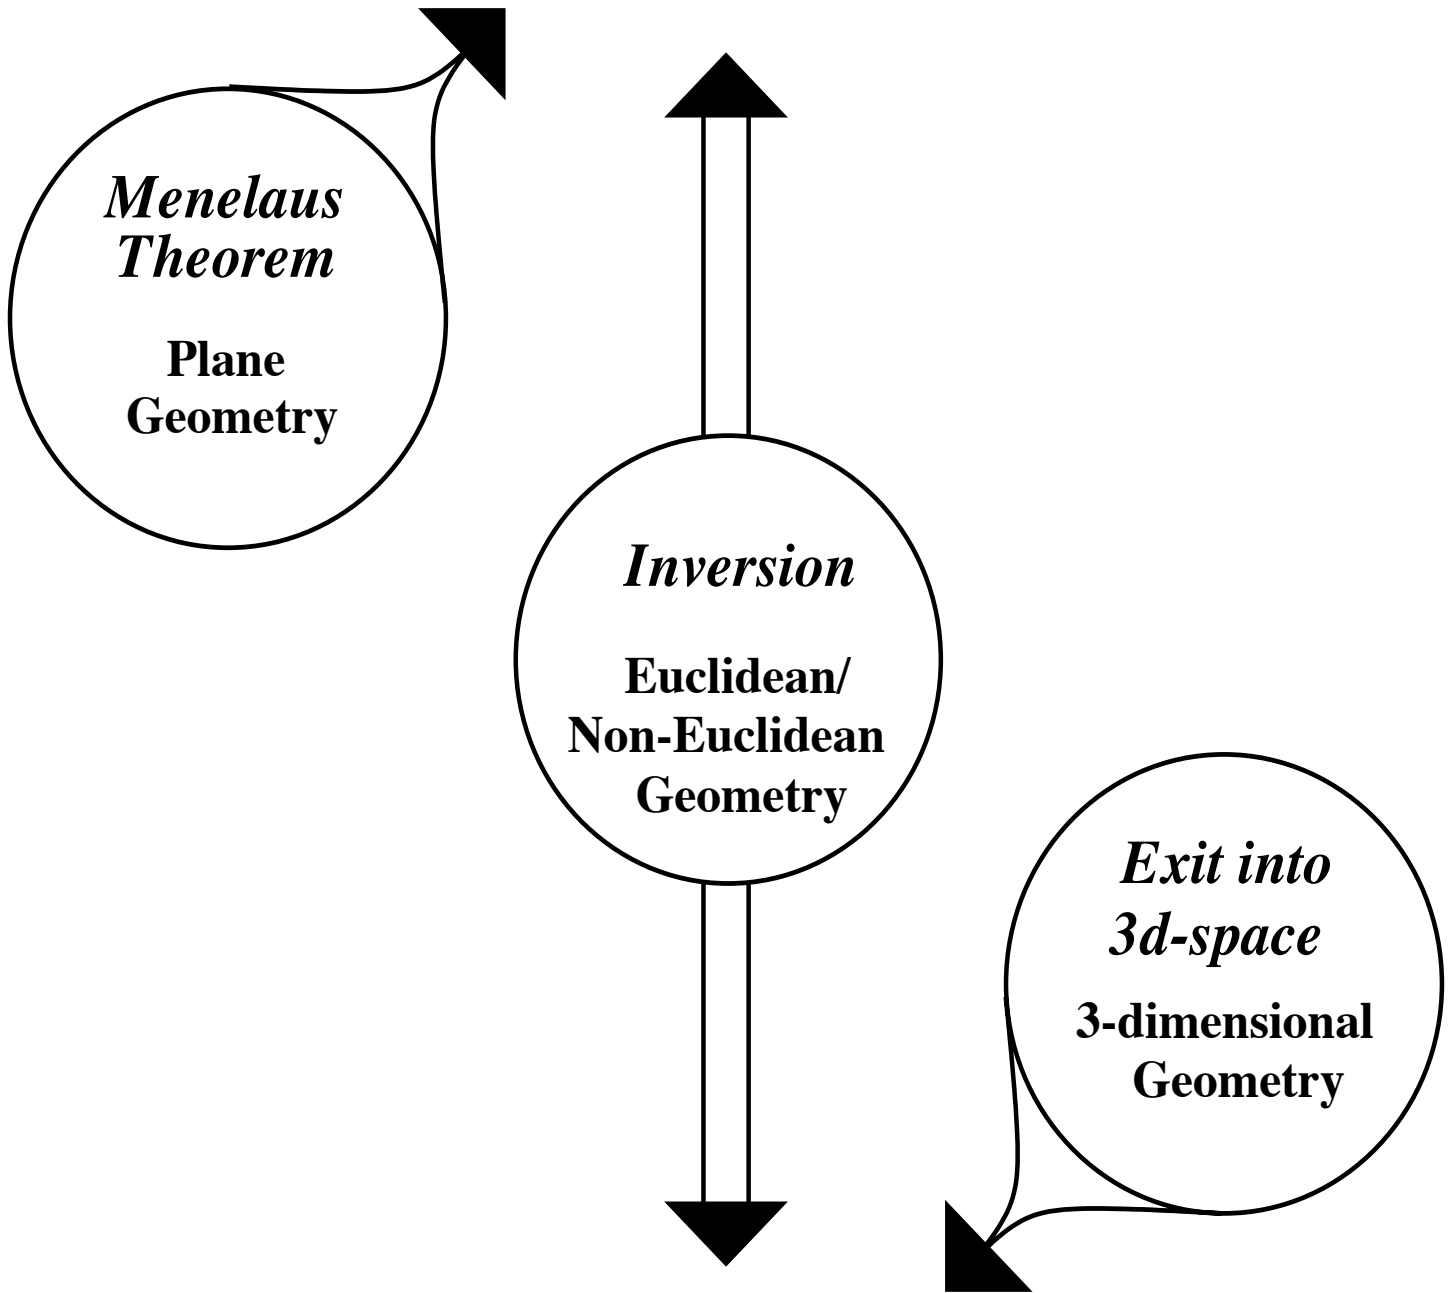 Menelaus
Theorem
Plane
Geometry
Inversion
Euclidean/
Non-Euclidean
Geometry
Exit into
3d-space
3-dimensional
Geometry